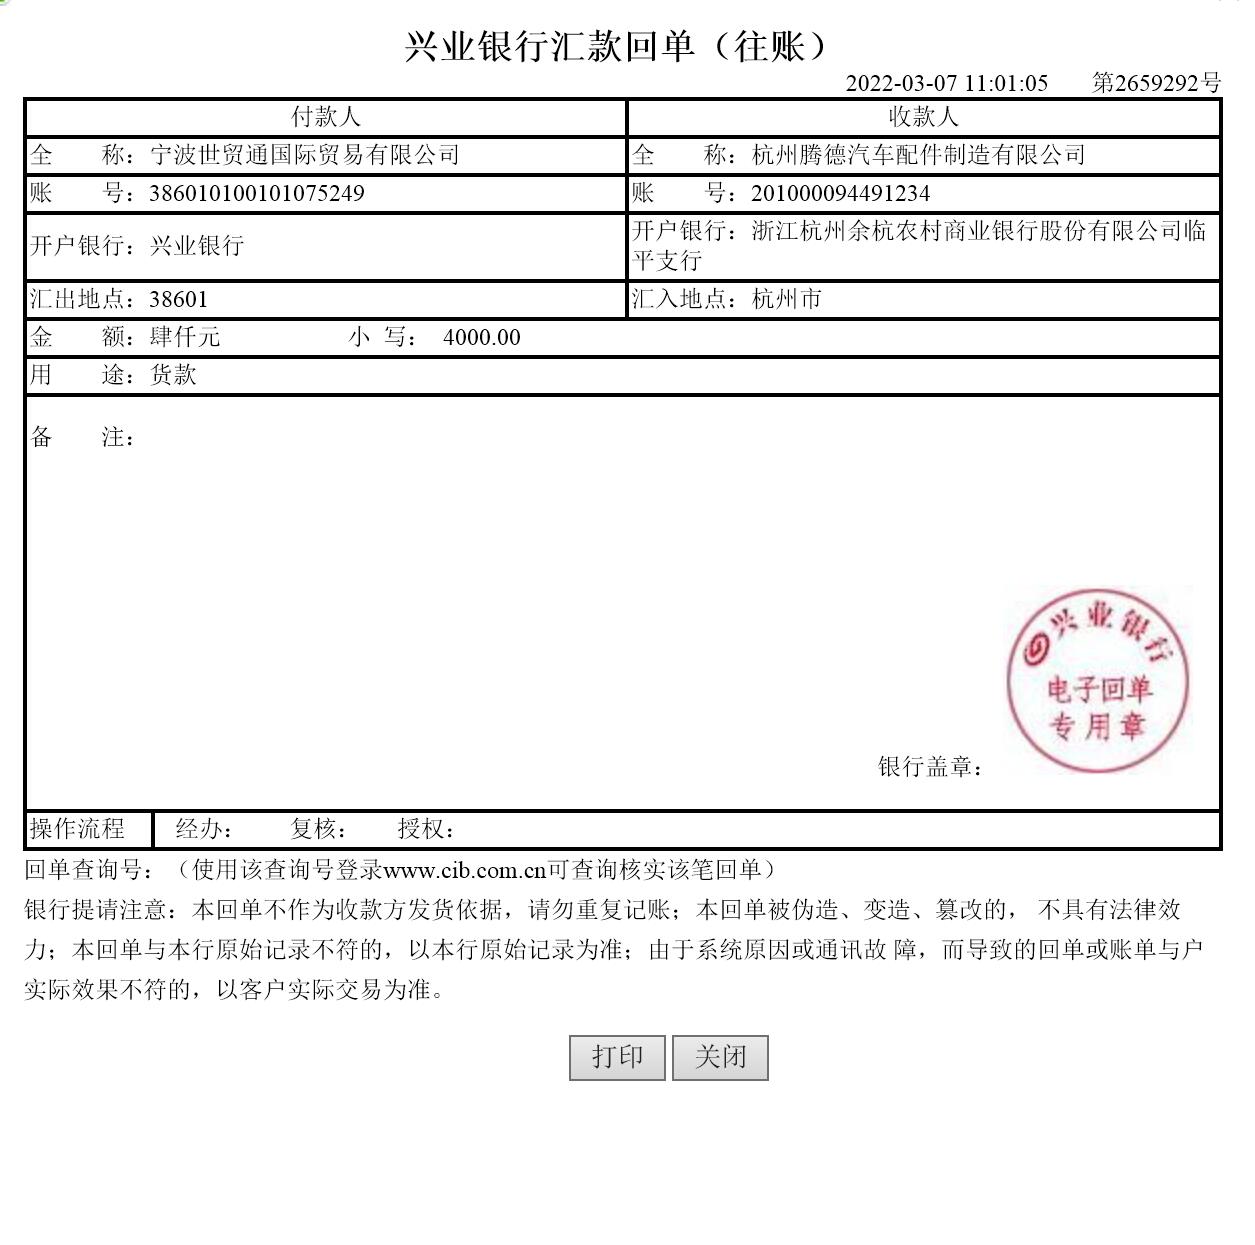 兴业银行汇款回单（往账）
2022-03-07 11:01:05 第2659292号
付款人 收款人
全 称：宁波世贸通国际贸易有限公司 全 称：杭州腾德汽车配件制造有限公司
账 号：386010100101075249 账 号：201000094491234
开户银行：兴业银行 开户银行：浙江杭州余杭农村商业银行股份有限公司临
平支行
汇出地点：38601 汇入地点：杭州市
金 额：肆仟元 小 写： 4000.00
用 途：货款
备 注：
兴业银行
电子回单
专用章
银行盖章：
操作流程 经办： 复核： 授权：
回单查询号：（使用该查询号登录www.cib.com.cn可查询核实该笔回单）
银行提请注意：本回单不作为收款方发货依据，请勿重复记账；本回单被伪造、变造、篡改的， 不具有法律效
力；本回单与本行原始记录不符的，以本行原始记录为准；由于系统原因或通讯故 障，而导致的回单或账单与户
实际效果不符的，以客户实际交易为准。
打印 关闭